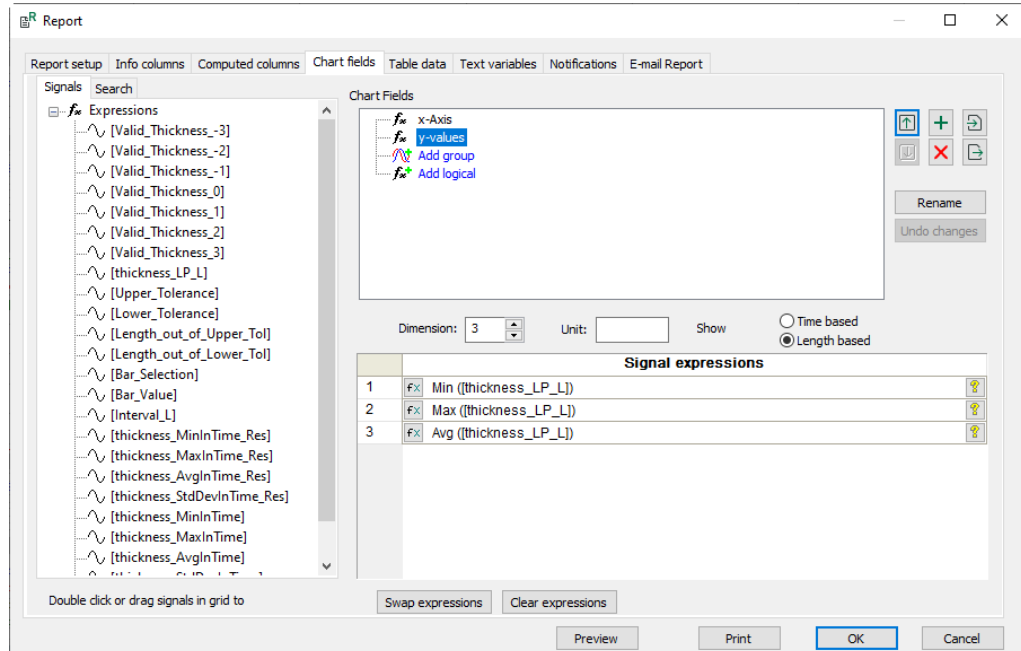 Report
Report setup Info columns Computed columns Chart fields Table data Text variables Notifications E-mail Report
Signals Search
Expressions
[Valid_Thickness_-3]
[Valid_Thickness_-2]
[Valid_Thickness_-1]
[Valid_Thickness_0]
[Valid_Thickness_1]
[Valid_Thickness_2]
[Valid_Thickness_3]
[thickness_LP_L]
[Upper_Tolerance]
[Lower_Tolerance]
[Length_out_of_Upper_Tol]
[Length_out_of_Lower_Tol]
[Bar_Selection]
[Bar_Value]
[Interval_L]
[thickness_MinInTime_Res]
[thickness_MaxInTime_Res]
[thickness_AvgInTime_Res]
[thickness_StdDevInTime_Res]
[thickness_MinInTime]
[thickness_MaxInTime]
[thickness_AvgInTime]
Double click or drag signals in grid to
Chart Fields
x-Axis
y-values
Add group
Add logical
Rename
Undo changes
Dimension: 3 Unit: Show
Time based
Length based
Signal expressions
1 fx Min ([thickness_LP_L]) ?
2 fx Max ([thickness_LP_L]) ?
3 fx Avg ([thickness_LP_L]) ?
Swap expressions Clear expressions
Preview Print OK Cancel